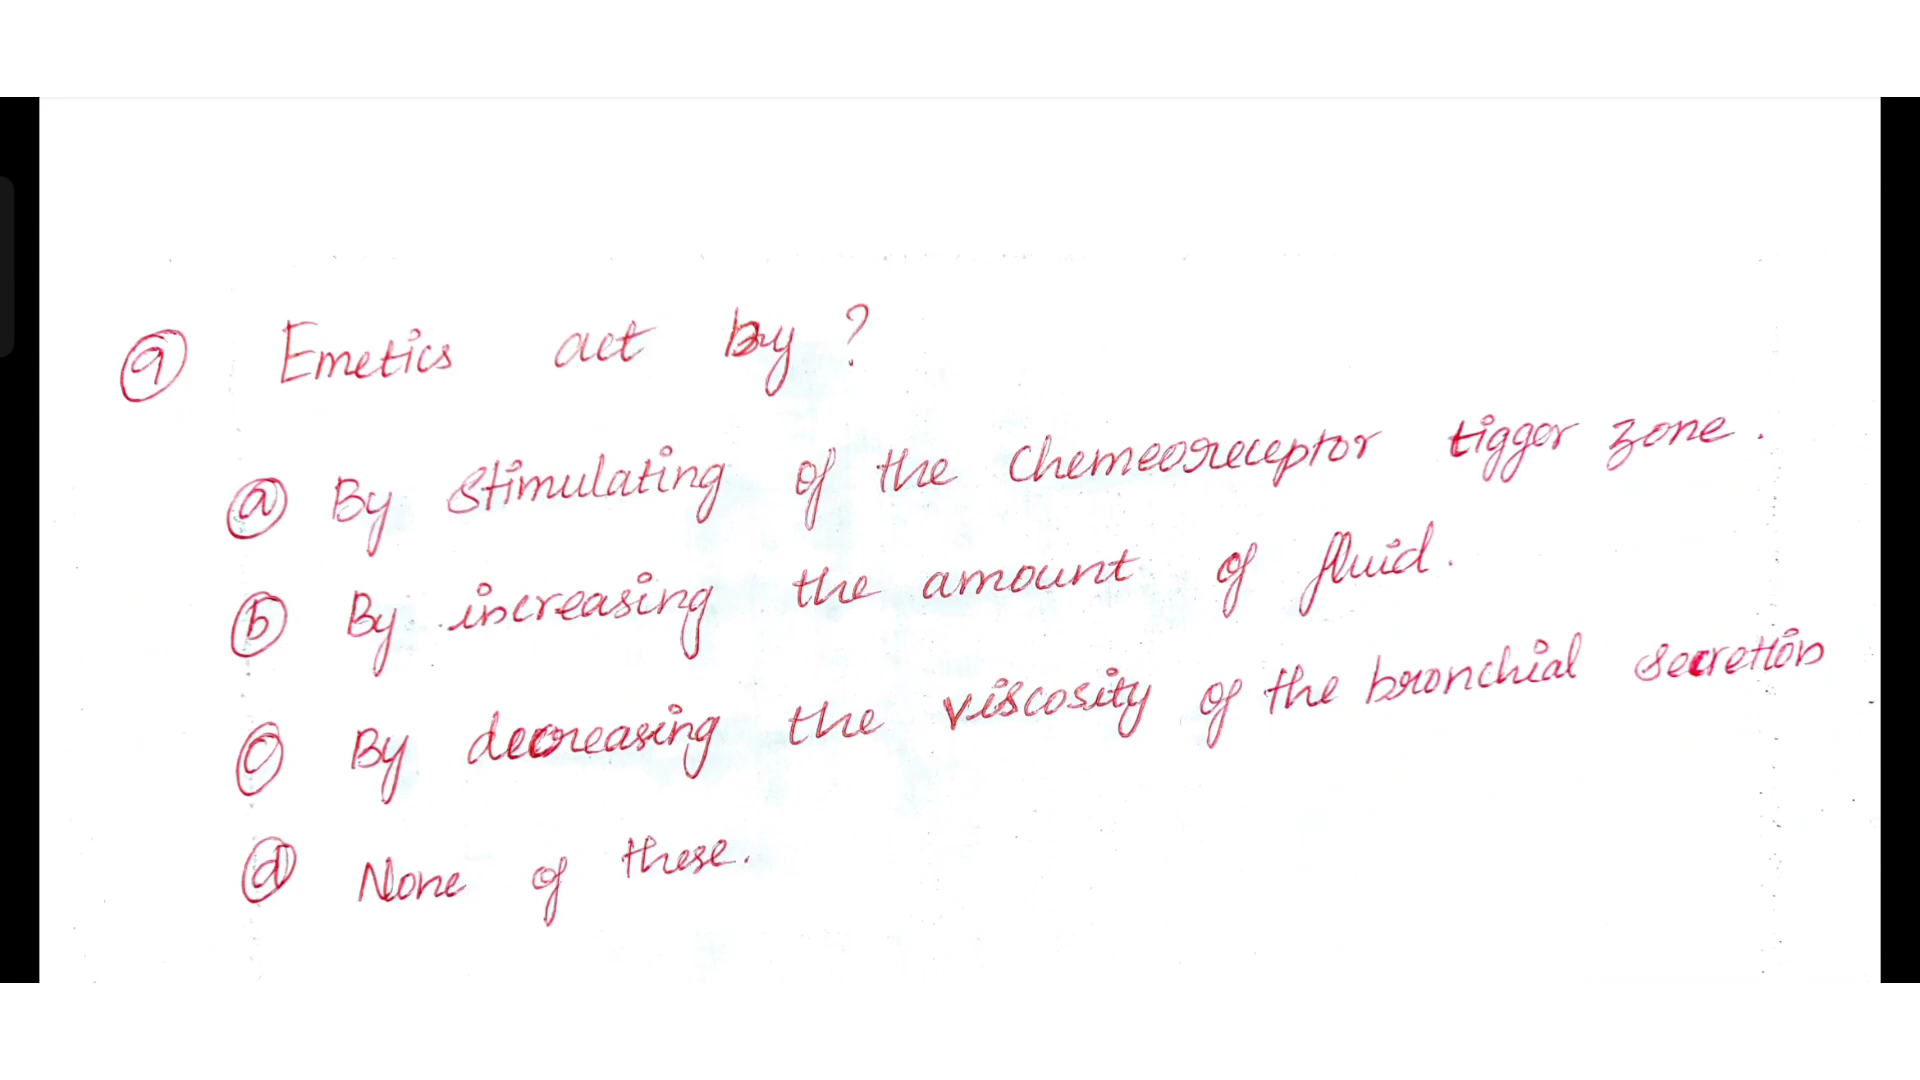 9 Emetics act by?
a By stimulating of the chemeoreceptor tigger zone.
b By increasing the amount of fluid.
c By decreasing the viscosity of the bronchial secretion
d None of these.